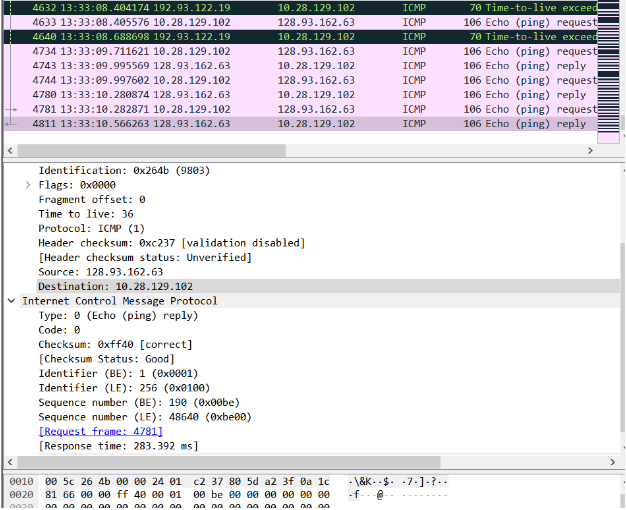 4632 13:33:08.404174 192.93.122.19 10.28.129.102 ICMP 70 Time-to-live exceed
4633 13:33:08.405576 10.28.129.102 128.93.162.63 ICMP 106 Echo (ping) request
4640 13:33:08.688698 192.93.122.19 10.28.129.102 ICMP 70 Time-to-live exceed
4734 13:33:09.711621 10.28.129.102 128.93.162.63 ICMP 106 Echo (ping) request
4743 13:33:09.995569 128.93.162.63 10.28.129.102 ICMP 106 Echo (ping) reply
4744 13:33:09.997602 10.28.129.102 128.93.162.63 ICMP 106 Echo (ping) request
4780 13:33:10.280874 128.93.162.63 10.28.129.102 ICMP 106 Echo (ping) reply
4781 13:33:10.282871 10.28.129.102 128.93.162.63 ICMP 106 Echo (ping) request
4811 13:33:10.566263 128.93.162.63 10.28.129.102 ICMP 106 Echo (ping) reply
Identification: 0x264b (9803)
Flags: 0x0000
Fragment offset: 0
Time to live: 36
Protocol: ICMP (1)
Header checksum: 0xc237 [validation disabled]
[Header checksum status: Unverified]
Source: 128.93.162.63
Destination: 10.28.129.102
Internet Control Message Protocol
Type: 0 (Echo (ping) reply)
Code: 0
Checksum: 0xff40 [correct]
[Checksum Status: Good]
Identifier (BE): 1 (0x0001)
Identifier (LE): 256 (0x0100)
Sequence number (BE): 190 (0x00be)
Sequence number (LE): 48640 (0xbe00)
[Request frame: 4781]
[Response time: 283.392 ms]
0010 00 5c 26 4b 00 00 24 01 c2 37 80 5d a2 3f 0a 1c ·\&K··$· ·7·]·?··
0020 81 66 00 00 ff 40 00 01 00 be 00 00 00 00 00 00 ·f···@·· ········